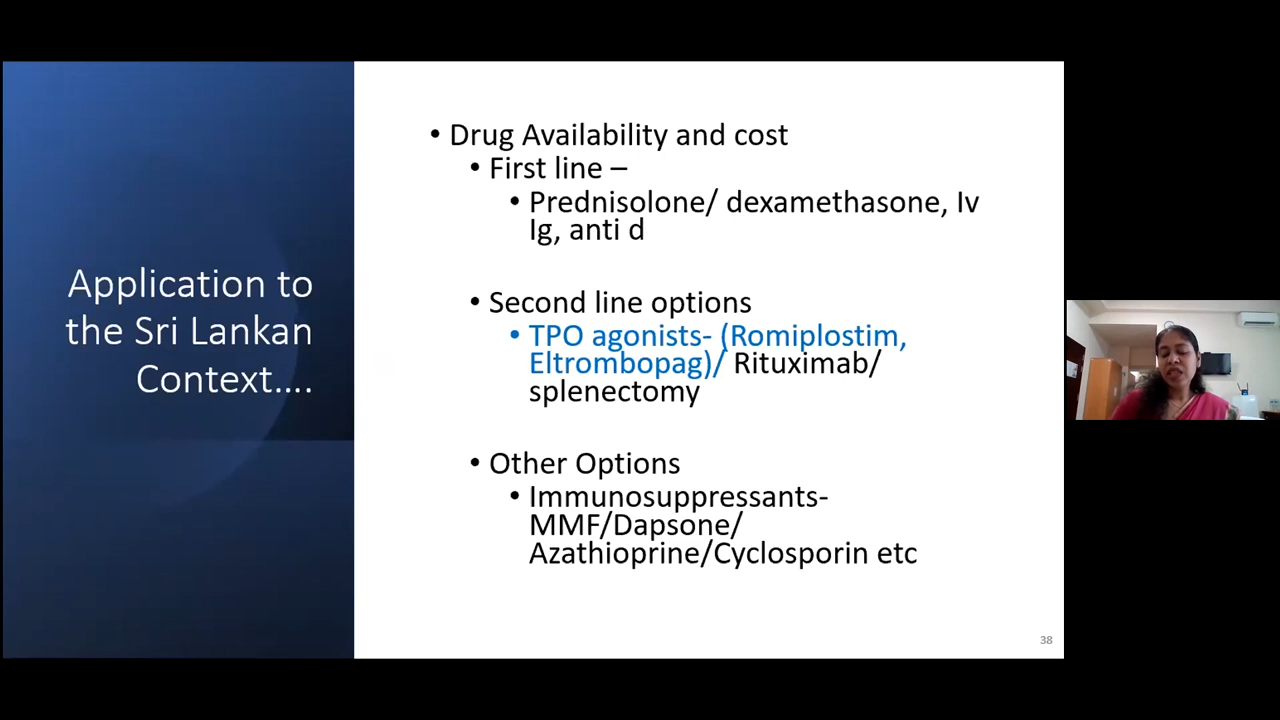 Application to
the Sri Lankan
Context....
• Drug Availability and cost
• First line –
• Prednisolone/ dexamethasone, Iv
Ig, anti d
• Second line options
• TPO agonists- (Romiplostim,
Eltrombopag)/ Rituximab/
splenectomy
• Other Options
• Immunosuppressants-
MMF/Dapsone/
Azathioprine/Cyclosporin etc
38